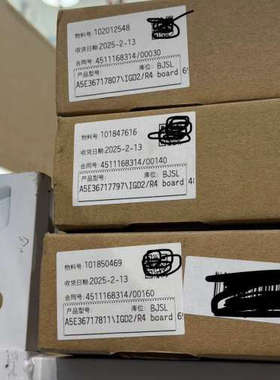 物料号 102012548
收货日期 2025-2-13
合同号: 4511168314/00030
产品型号: 库位: BJSL
A5E36717807\IGD2/R4 board 6
物料号 101847616
收货日期 2025-2-13
合同号: 4511168314/00140
产品型号: 库位: BJSL
A5E36717797\IGD2/R4 board 4
物料号 101850469
收货日期: 2025-2-13
合同号: 4511168314/00160
产品型号: 库位: BJSL
A5E36717811\IGD2/R4 board 6